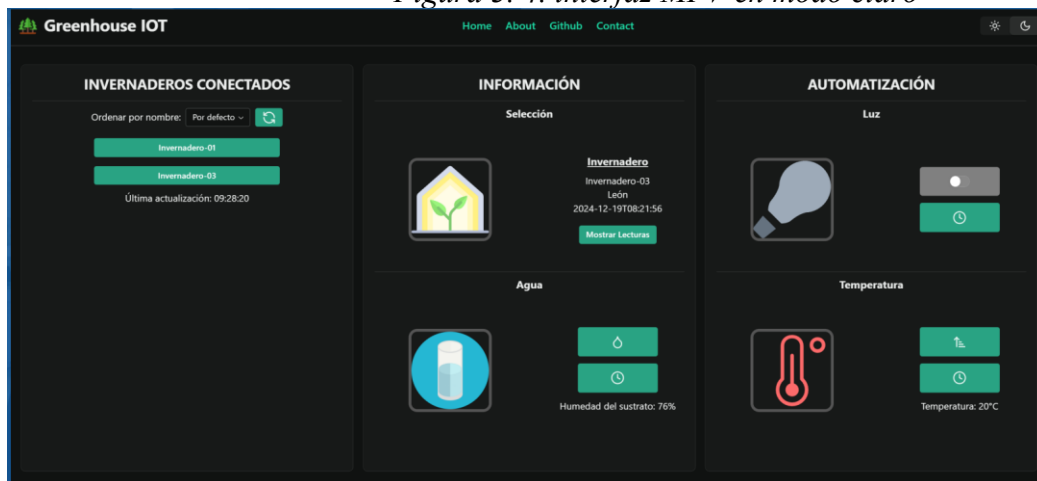 Figura 5. 4. interfaz MPV en modo claro
Greenhouse IOT
Home About Github Contact
INVERNADEROS CONECTADOS
Ordenar por nombre: Por defecto
Invernadero-01
Invernadero-03
Última actualización: 09:28:20
INFORMACIÓN
Selección
Invernadero
Invernadero-03
León
2024-12-19T08:21:56
Mostrar Lecturas
Agua
Humedad del sustrato: 76%
AUTOMATIZACIÓN
Luz
Temperatura
Temperatura: 20°C